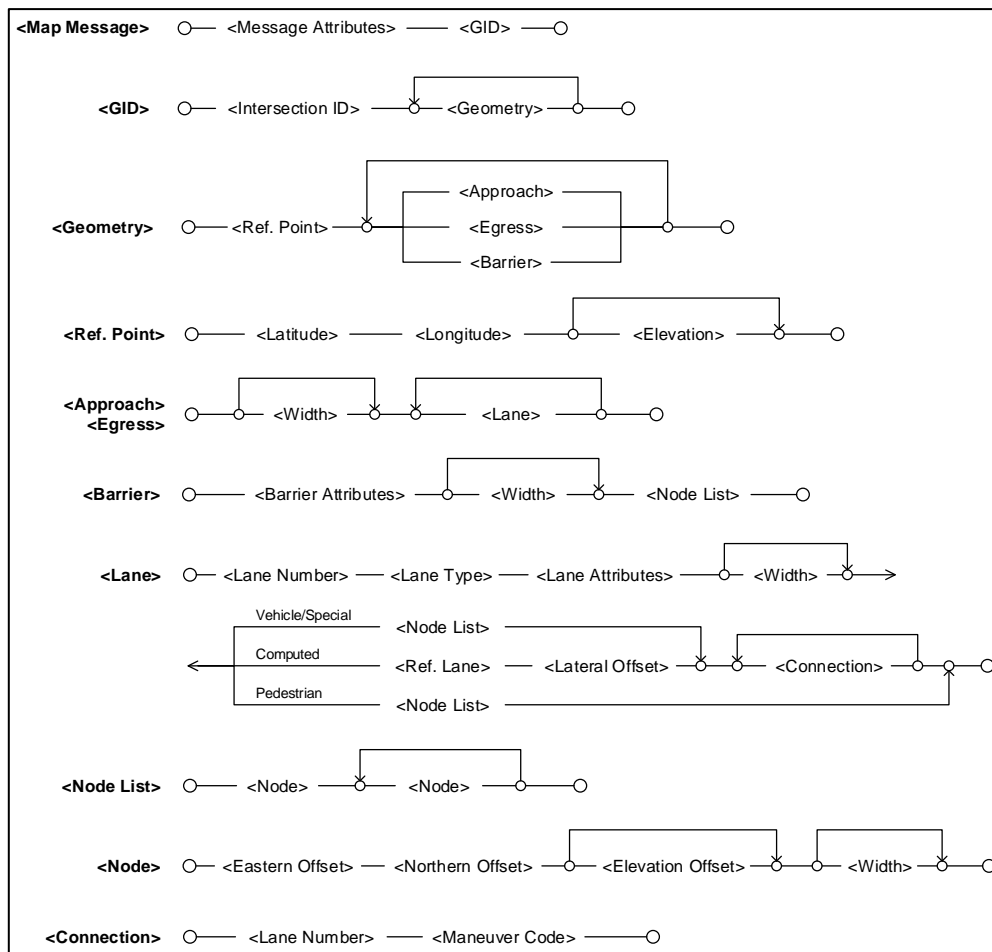 <Map Message> <Message Attributes> <GID>
<GID> <Intersection ID> <Geometry>
<Approach>
<Geometry> <Ref. Point> <Egress>
<Barrier>
<Ref. Point> <Latitude> <Longitude> <Elevation>
<Approach>
<Egress> <Width> <Lane>
<Barrier> <Barrier Attributes> <Width> <Node List>
<Lane> <Lane Number> <Lane Type> <Lane Attributes> <Width>
Vehicle/Special <Node List>
Computed <Ref. Lane> <Lateral Offset> <Connection>
Pedestrian <Node List>
<Node List> <Node> <Node>
<Node> <Eastern Offset> <Northern Offset> <Elevation Offset> <Width>
<Connection> <Lane Number> <Maneuver Code>